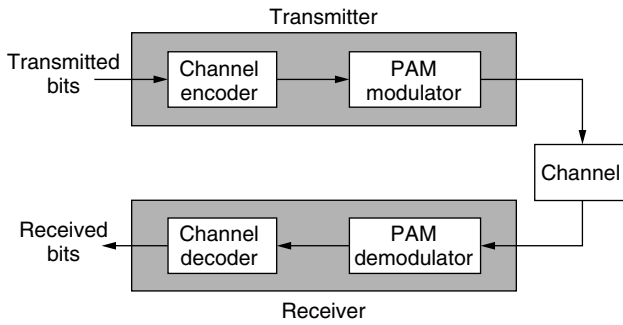 Transmitter
Transmitted
bits
Channel
encoder
PAM
modulator
Channel
Received
bits
Channel
decoder
PAM
demodulator
Receiver